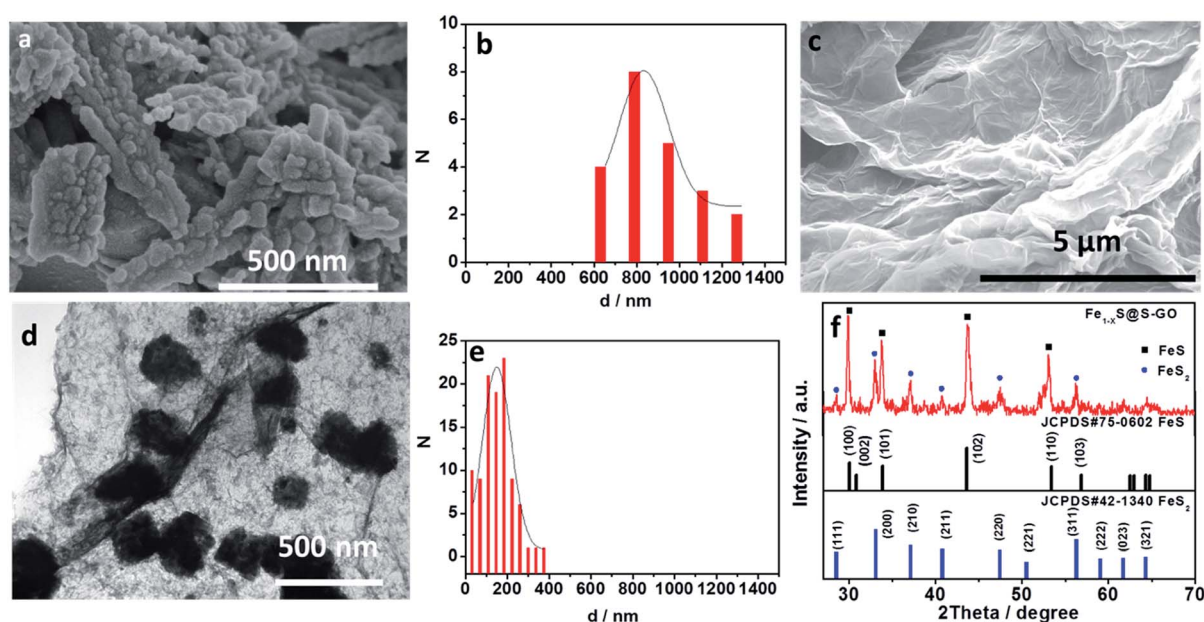 a
500 nm
b
10
8
6
4
2
0
N
0 200 400 600 800 1000 1400
d / nm
c
5 µm
d
500 nm
e
25
20
15
10
5
0
N
0 200 400 600 800 1000 1400
d / nm
f
Fe1-XS@S-GO
FeS
FeS2
JCPDS#75-0602 FeS
(100)
(002)
(101)
(102)
(110)
(103)
JCPDS#42-1340 FeS2
(111)
(200)
(210)
(211)
(220)
(221)
(311)
(222)
(023)
(321)
Intensity / a.u.
30 40 50 60 70
2Theta / degree